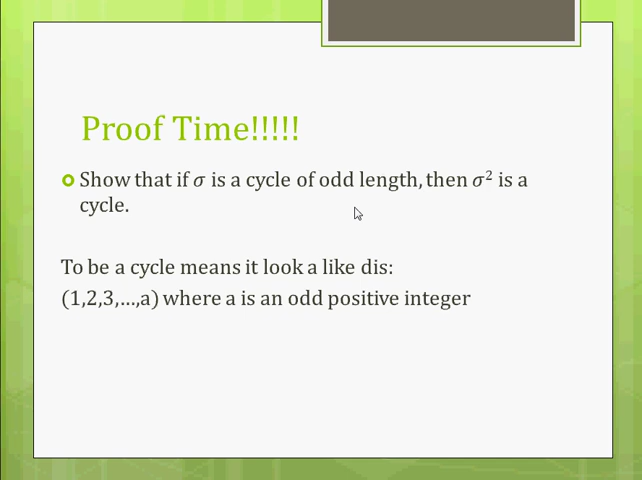 Proof Time!!!!!
Show that if σ is a cycle of odd length, then σ² is a
cycle.
To be a cycle means it look a like dis:
(1,2,3,…,a) where a is an odd positive integer